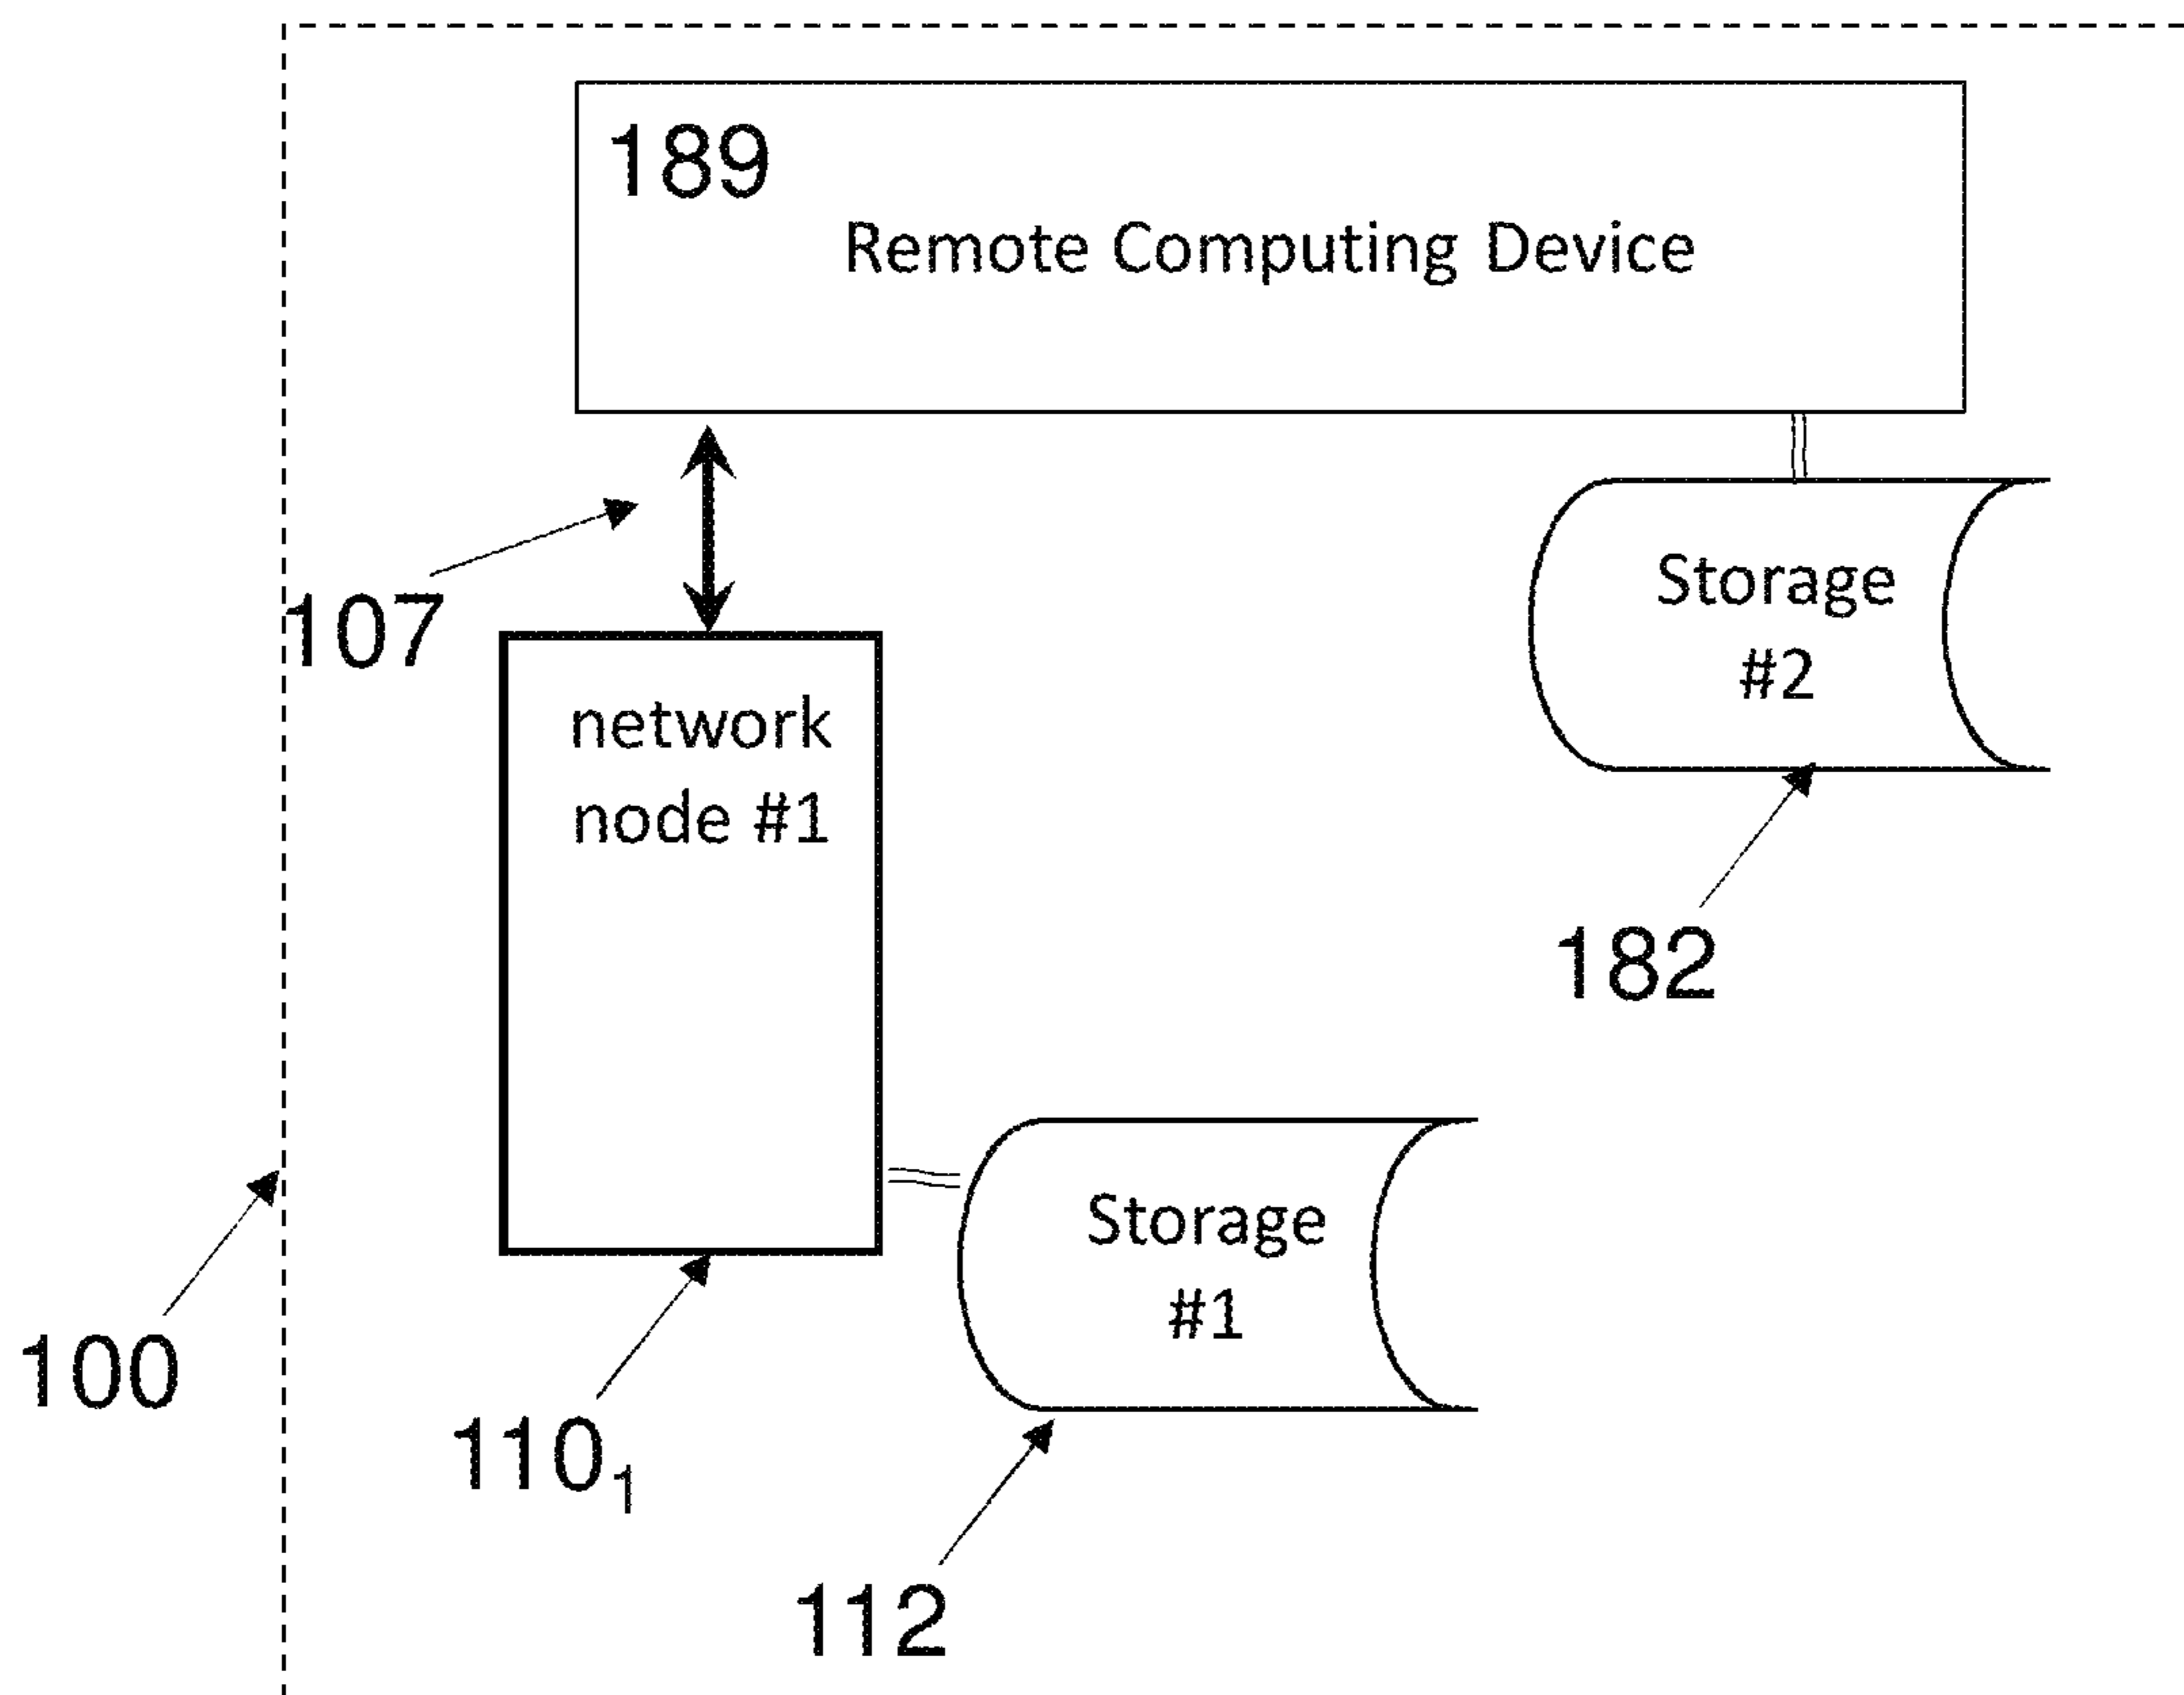 189
Remote Computing Device
107
Storage
#2
network
node #1
182
Storage
#1
100
110₁
112